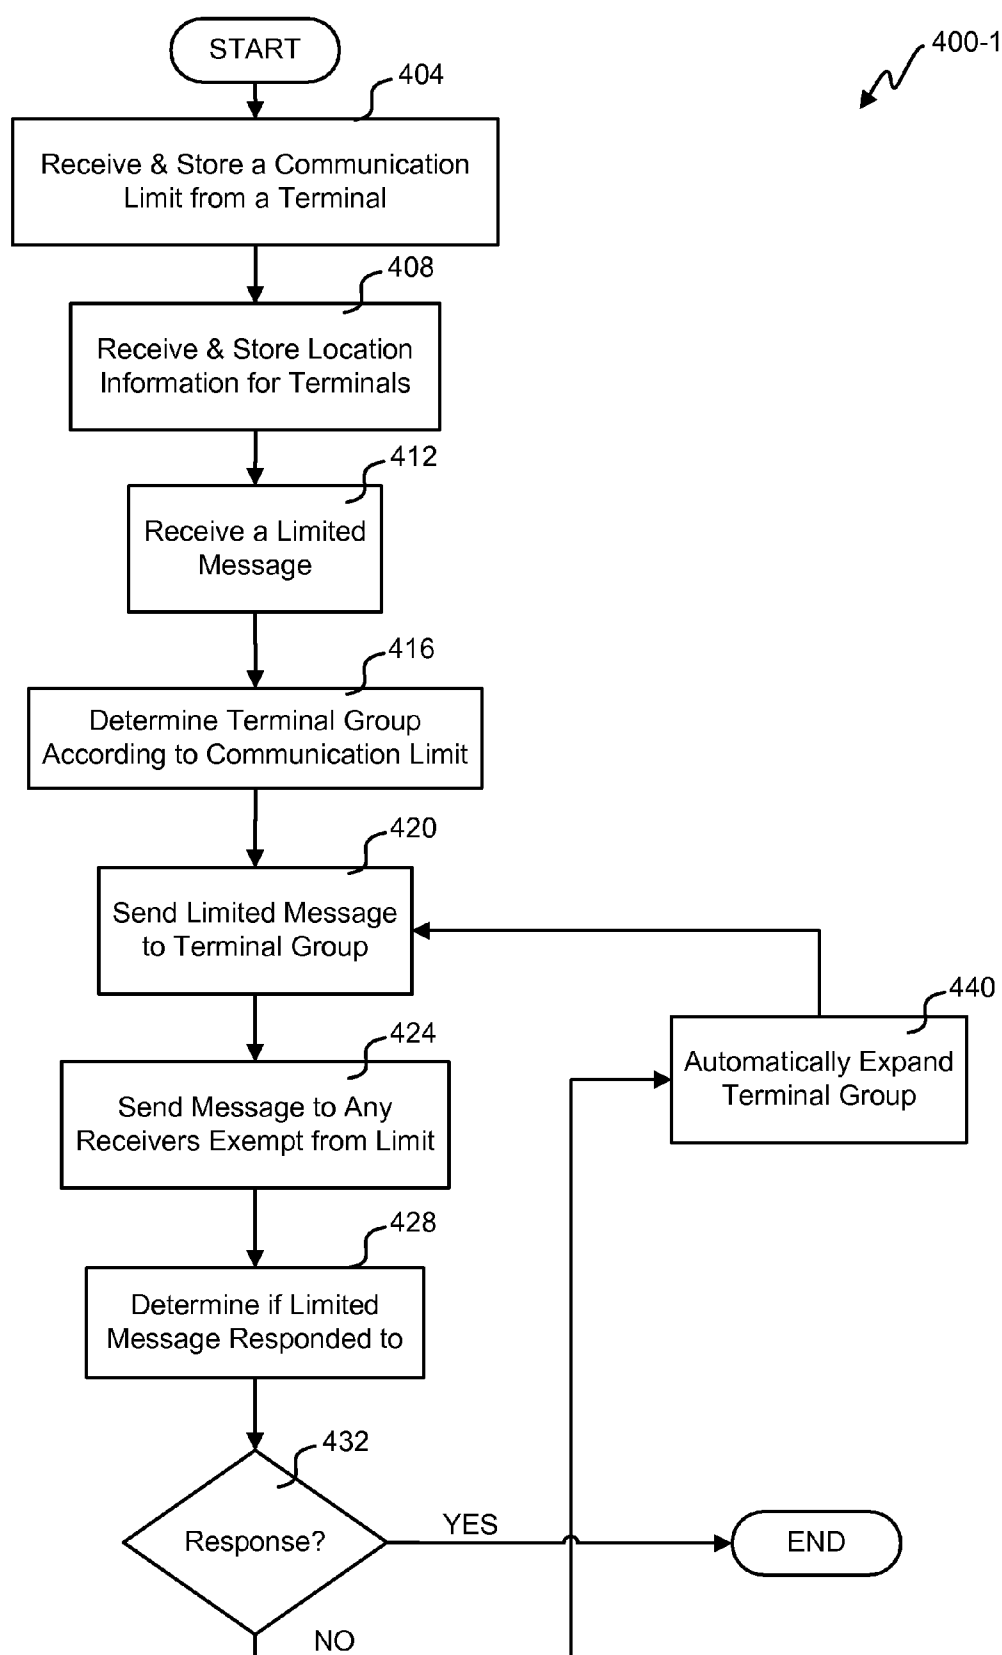 START
400-1
404
Receive & Store a Communication
Limit from a Terminal
408
Receive & Store Location
Information for Terminals
412
Receive a Limited
Message
416
Determine Terminal Group
According to Communication Limit
420
Send Limited Message
to Terminal Group
440
Automatically Expand
Terminal Group
424
Send Message to Any
Receivers Exempt from Limit
428
Determine if Limited
Message Responded to
432
Response?
YES
END
NO